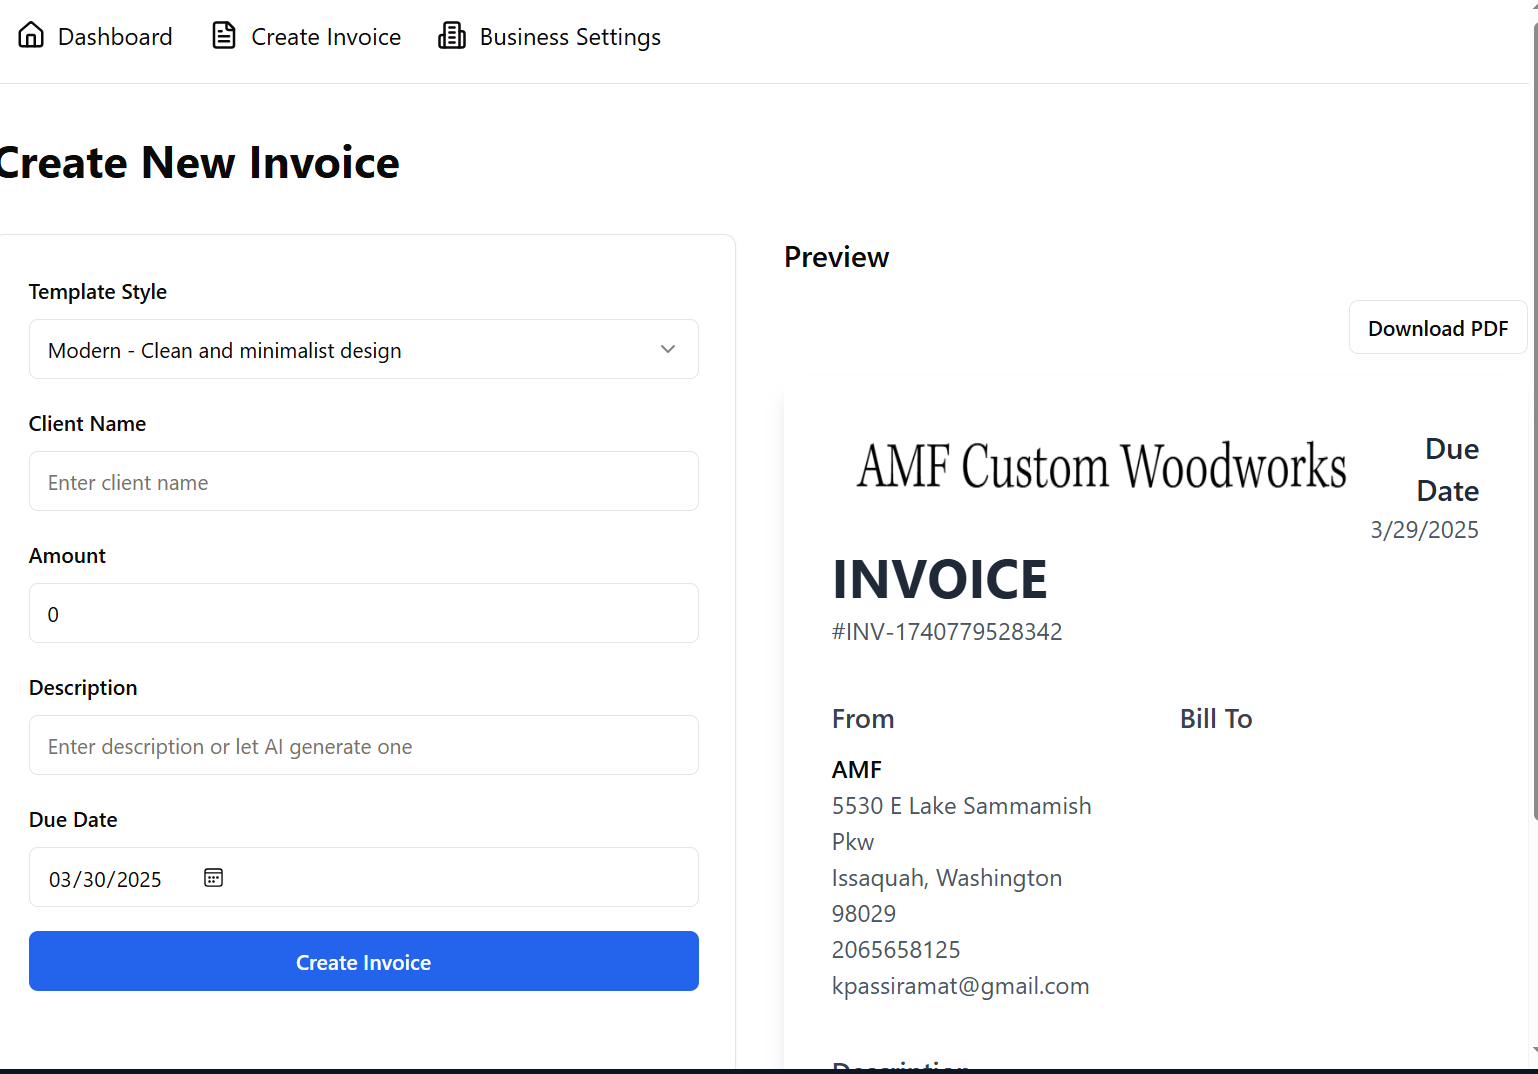 Dashboard
Create Invoice
Business Settings
Create New Invoice
Template Style
Modern - Clean and minimalist design
Client Name
Enter client name
Amount
0
Description
Enter description or let AI generate one
Due Date
03/30/2025
Create Invoice
Preview
Download PDF
AMF Custom Woodworks
Due
Date
3/29/2025
INVOICE
#INV-1740779528342
From
AMF
5530 E Lake Sammamish
Pkw
Issaquah, Washington
98029
2065658125
kpassiramat@gmail.com
Bill To
Description